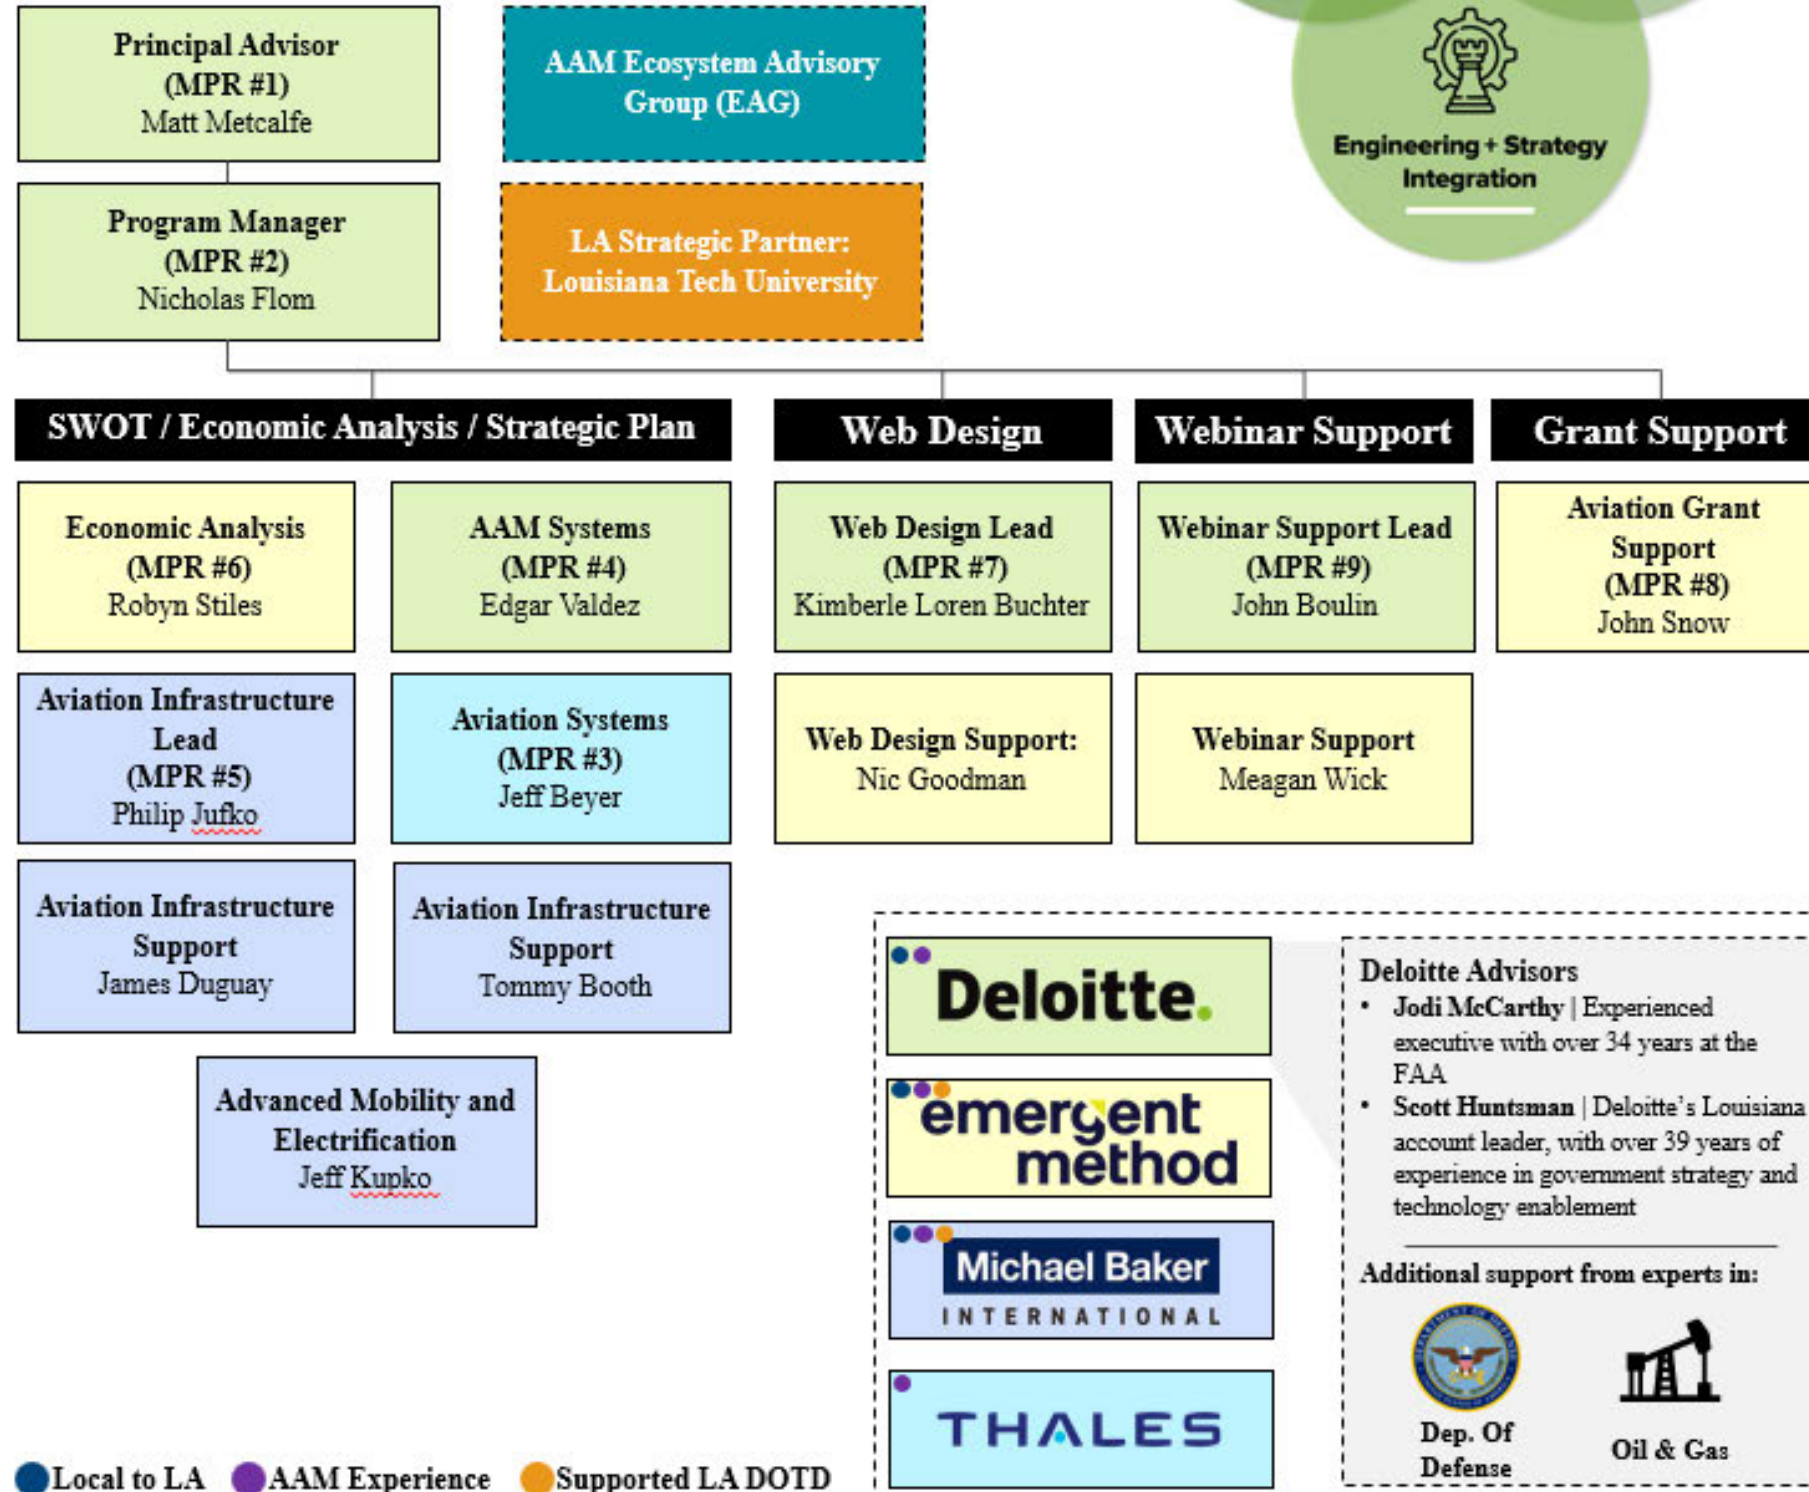 Principal Advisor
(MPR #1)
Matt Metcalfe
AAM Ecosystem Advisory
Group (EAG)
Engineering + Strategy
Integration
Program Manager
(MPR #2)
Nicholas Flom
LA Strategic Partner:
Louisiana Tech University
SWOT / Economic Analysis / Strategic Plan
Web Design
Webinar Support
Grant Support
Economic Analysis
(MPR #6)
Robyn Stiles
AAM Systems
(MPR #4)
Edgar Valdez
Web Design Lead
(MPR #7)
Kimberle Loren Buchter
Webinar Support Lead
(MPR #9)
John Boulin
Aviation Grant
Support
(MPR #8)
John Snow
Aviation Infrastructure
Lead
(MPR #5)
Philip Jufko
Aviation Systems
(MPR #3)
Jeff Beyer
Web Design Support:
Nic Goodman
Webinar Support
Meagan Wick
Aviation Infrastructure
Support
James Duguay
Aviation Infrastructure
Support
Tommy Booth
Advanced Mobility and
Electrification
Jeff Kupko
Deloitte.
emergent
method
Michael Baker
INTERNATIONAL
THALES
Deloitte Advisors
• Jodi McCarthy | Experienced
executive with over 34 years at the
FAA
• Scott Huntsman | Deloitte's Louisiana
account leader, with over 39 years of
experience in government strategy and
technology enablement
Additional support from experts in:
Dep. Of
Defense
Oil & Gas
Local to LA
AAM Experience
Supported LA DOTD